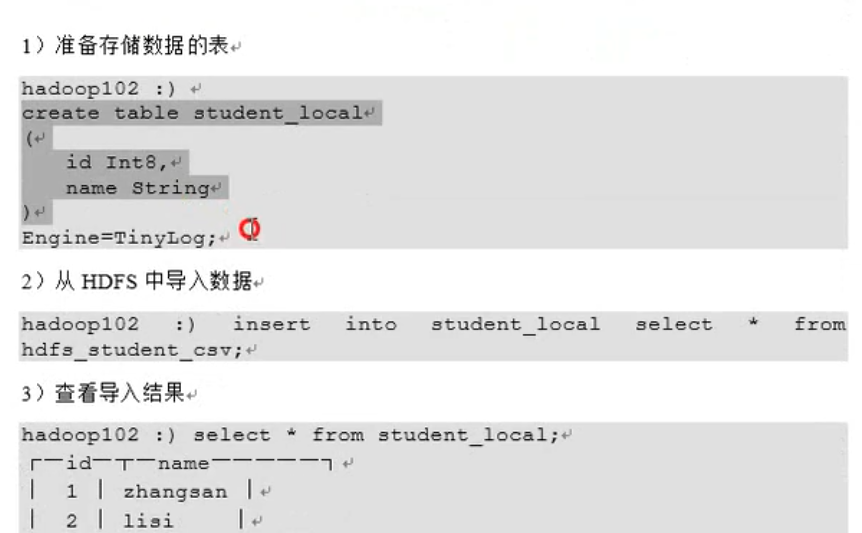 1）准备存储数据的表
hadoop102 :)
create table student_local
(
    id Int8,
    name String
)
Engine=TinyLog;
2）从 HDFS 中导入数据
hadoop102 :) insert into student_local select * from
hdfs_student_csv;
3）查看导入结果
hadoop102 :) select * from student_local;
┌─id─┬─name──────┐
│ 1 │ zhangsan │
│ 2 │ lisi │